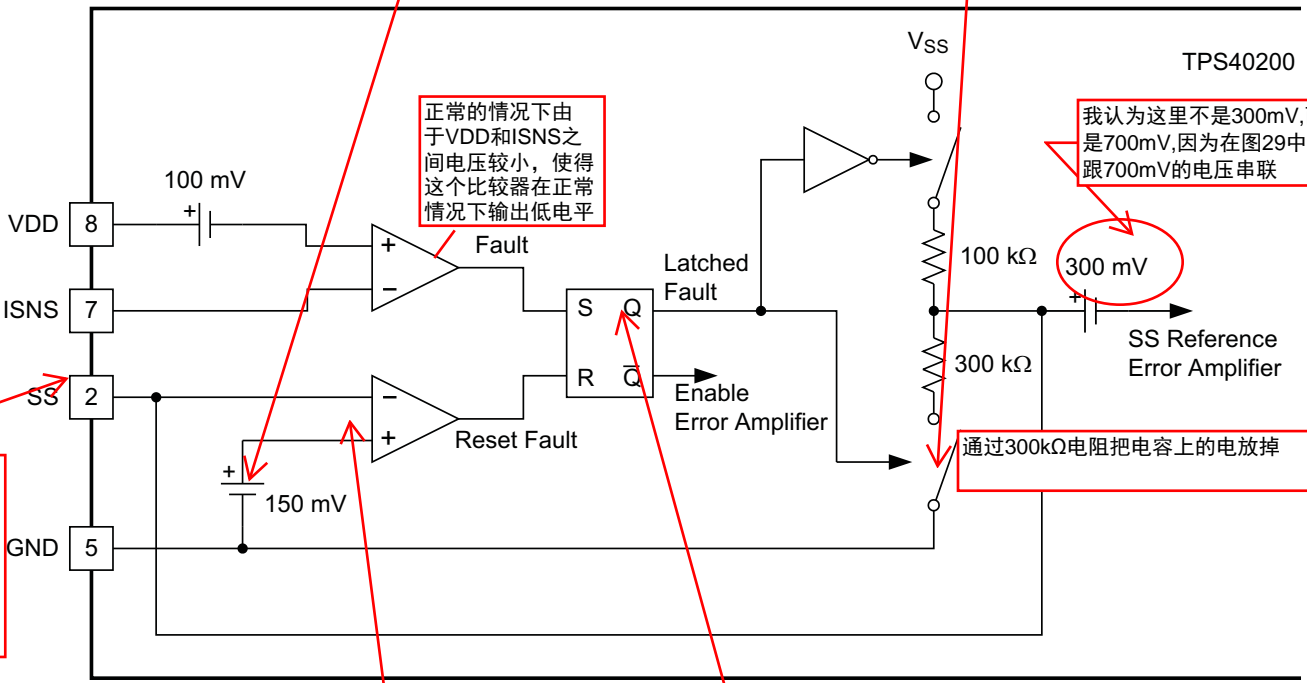 V_SS
TPS40200
正常的情况下由
于VDD和ISNS之
间电压较小，使得
这个比较器在正常
情况下输出低电平
我认为这里不是300mV,
是700mV,因为在图29中
跟700mV的电压串联
100 mV
+
VDD
8
+
−
Fault
100 kΩ
300 mV
+
Latched
Fault
ISNS
7
S
Q
SS Reference
Error Amplifier
300 kΩ
R
Q̅
SS
2
−
+
Enable
Error Amplifier
Reset Fault
通过300kΩ电阻把电容上的电放掉
+
150 mV
GND
5